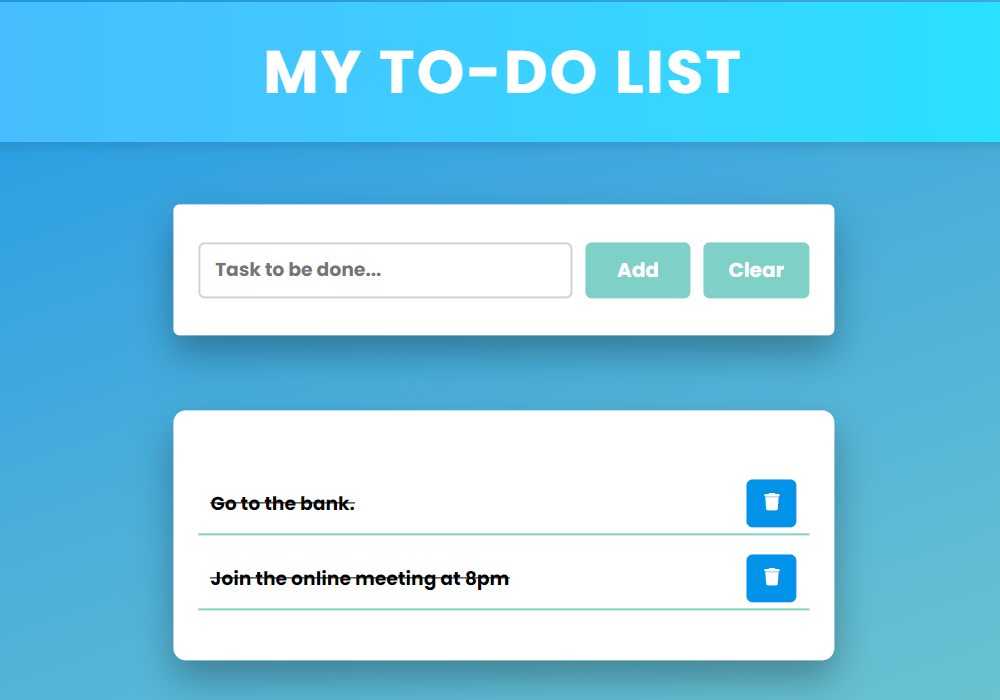 MY TO-DO LIST
Task to be done...
Add
Clear
Go to the bank.
Join the online meeting at 8pm